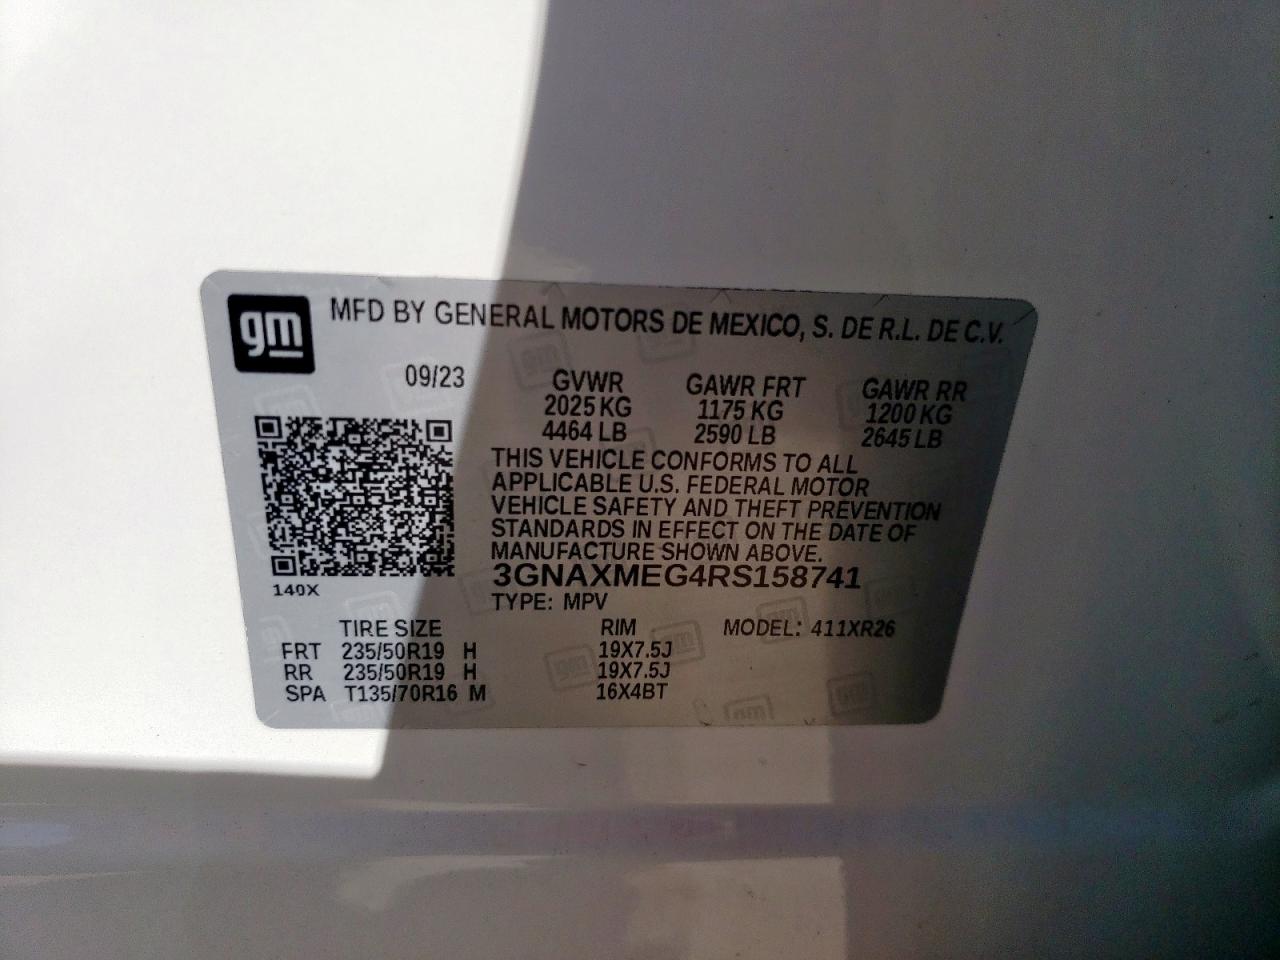 gm MFD BY GENERAL MOTORS DE MEXICO, S. DE R.L. DE C.V.
09/23 GVWR GAWR FRT GAWR RR
2025 KG 1175 KG 1200 KG
4464 LB 2590 LB 2645 LB
THIS VEHICLE CONFORMS TO ALL
APPLICABLE U.S. FEDERAL MOTOR
VEHICLE SAFETY AND THEFT PREVENTION
STANDARDS IN EFFECT ON THE DATE OF
MANUFACTURE SHOWN ABOVE.
3GNAXMEG4RS158741
140X
TYPE: MPV
TIRE SIZE RIM MODEL: 411XR26
FRT 235/50R19 H 19X7.5J
RR 235/50R19 H 19X7.5J
SPA T135/70R16 M 16X4BT